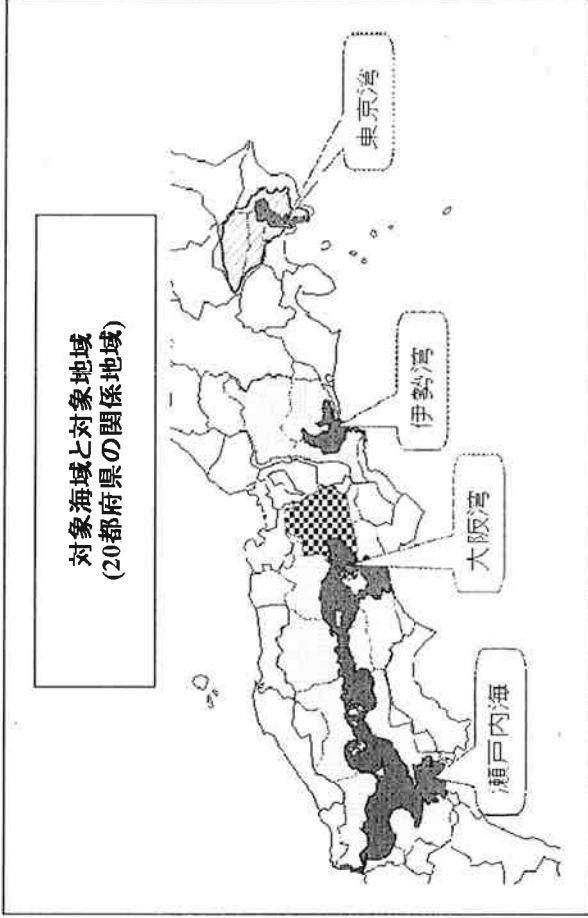 対象海域と対象地域
(20都府県の関係地域)
東京湾
伊勢湾
大阪湾
瀬戸内海